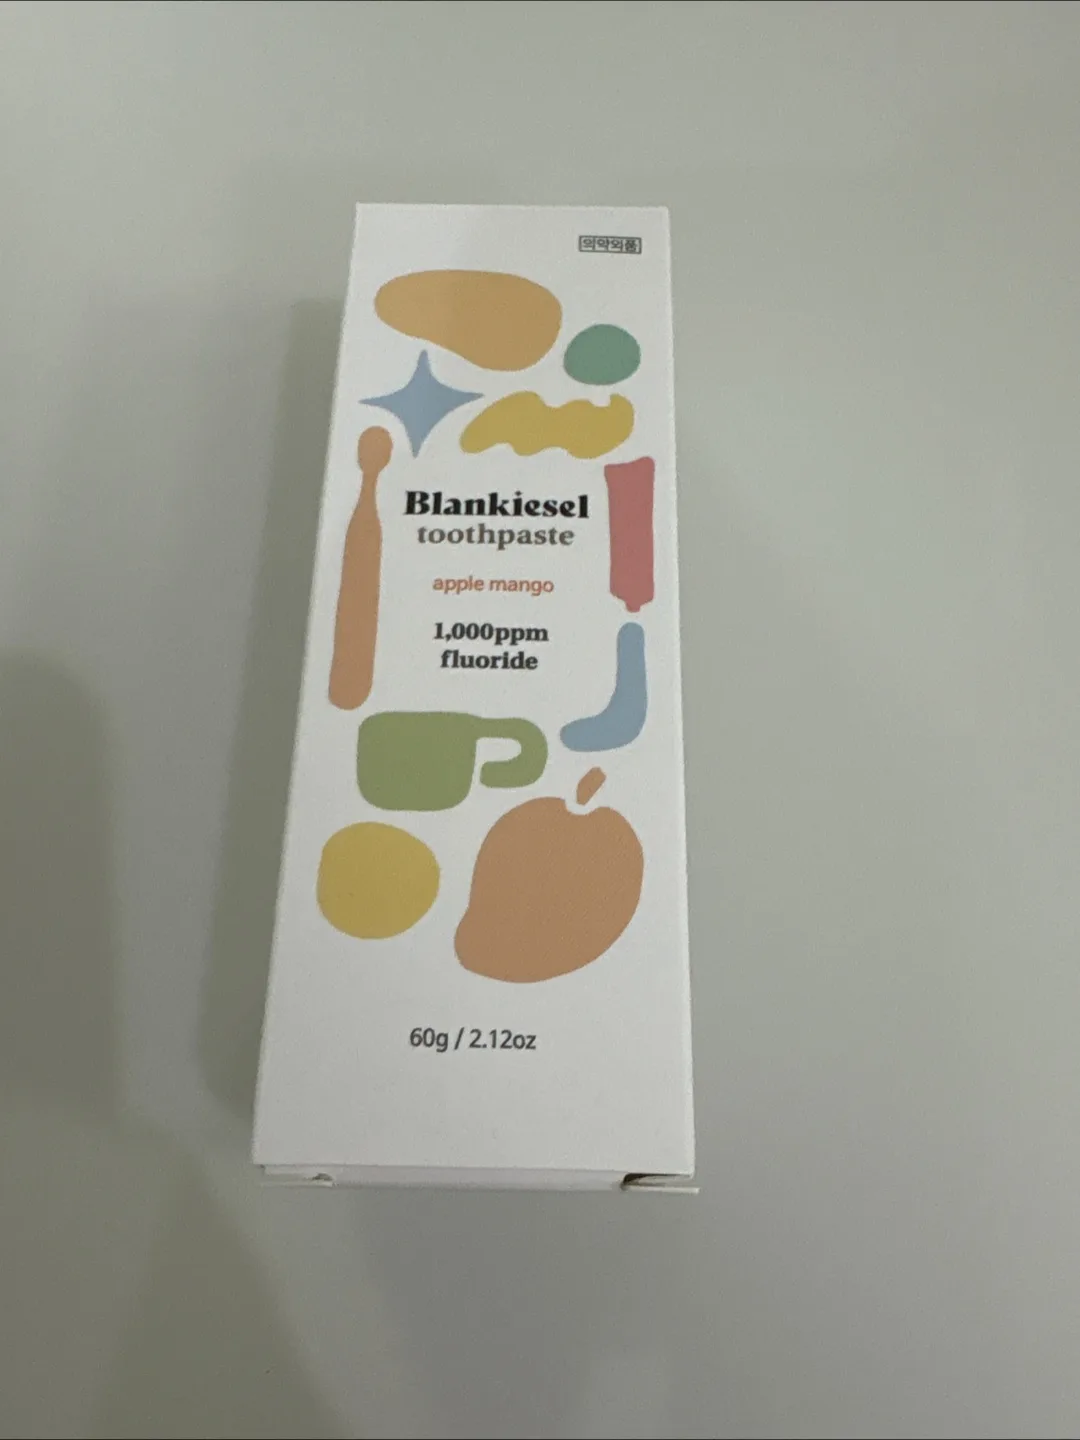 의약외품
Blankiesel
toothpaste
apple mango
1,000ppm
fluoride
60g / 2.12oz